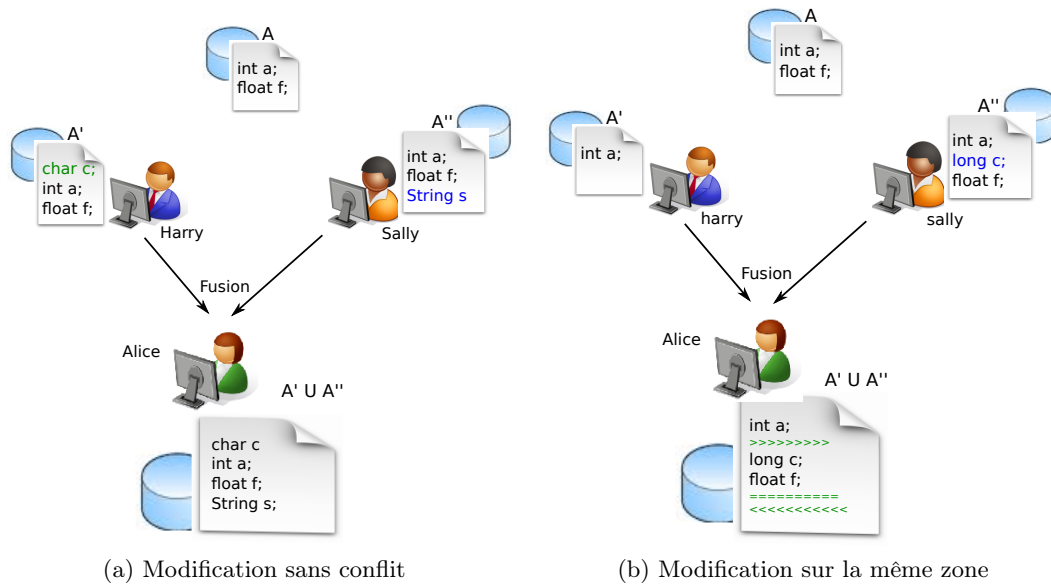 A
int a;
float f;
A'
char c;
int a;
float f;
Harry
A''
int a;
float f;
String s
Sally
Fusion
Alice
A' U A''
char c
int a;
float f;
String s;
(a) Modification sans conflit
A
int a;
float f;
A'
int a;
harry
A''
int a;
long c;
float f;
sally
Fusion
Alice
A' U A''
int a;
>>>>>>>>>
long c;
float f;
==========
<<<<<<<<<<<
(b) Modification sur la même zone